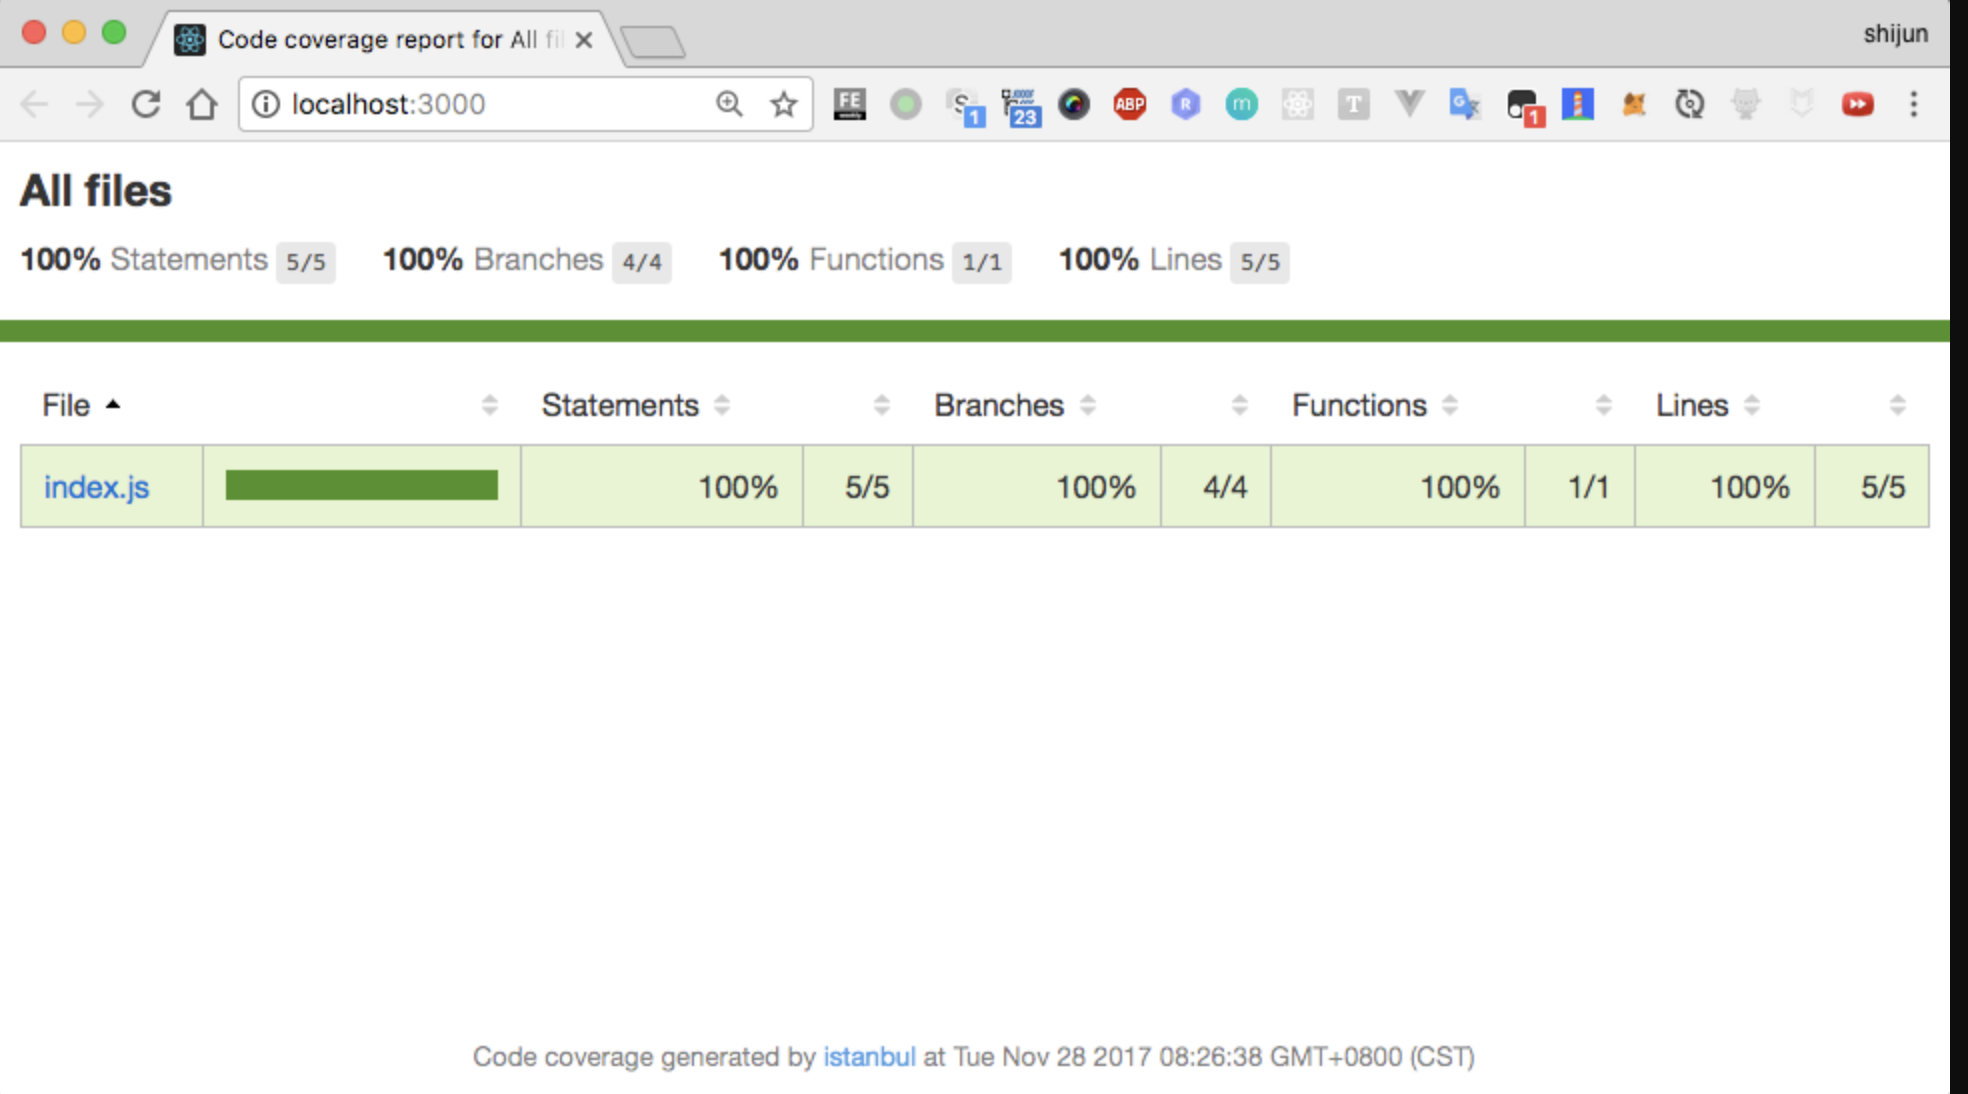 Code coverage report for All fil
shijun
localhost:3000
FE
1
23
ABP
R
m
T
G
1
All files
100% Statements 5/5 100% Branches 4/4 100% Functions 1/1 100% Lines 5/5
File Statements Branches Functions Lines
index.js 100% 5/5 100% 4/4 100% 1/1 100% 5/5
Code coverage generated by istanbul at Tue Nov 28 2017 08:26:38 GMT+0800 (CST)